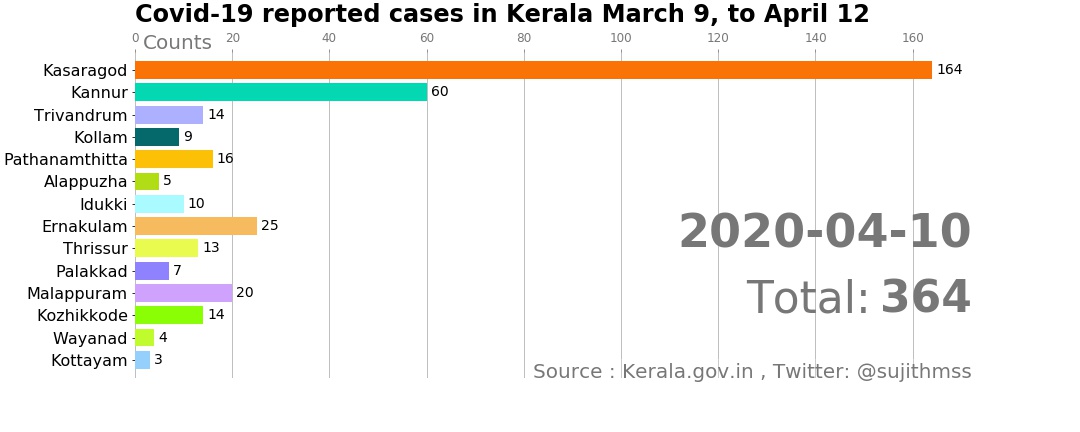 Covid-19 reported cases in Kerala March 9, to April 12
0 20 40 60 80 100 120 140 160
Counts
Kasaragod 164
Kannur 60
Trivandrum 14
Kollam 9
Pathanamthitta 16
Alappuzha 5
Idukki 10
Ernakulam 25
Thrissur 13
Palakkad 7
Malappuram 20
Kozhikkode 14
Wayanad 4
Kottayam 3
2020-04-10
Total: 364
Source : Kerala.gov.in , Twitter: @sujithmss